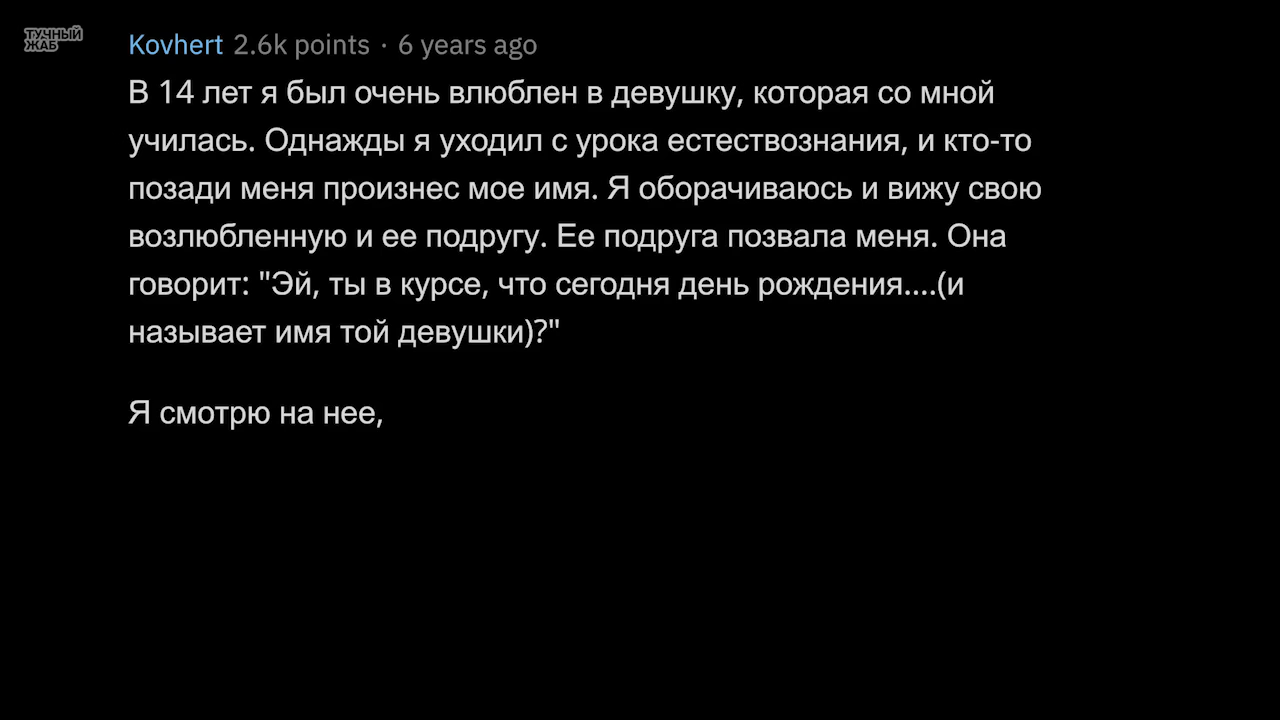 ТУЧНЫЙ
ЖАБ
Kovhert 2.6k points · 6 years ago
В 14 лет я был очень влюблен в девушку, которая со мной
училась. Однажды я уходил с урока естествознания, и кто-то
позади меня произнес мое имя. Я оборачиваюсь и вижу свою
возлюбленную и ее подругу. Ее подруга позвала меня. Она
говорит: "Эй, ты в курсе, что сегодня день рождения....(и
называет имя той девушки)?"
Я смотрю на нее,